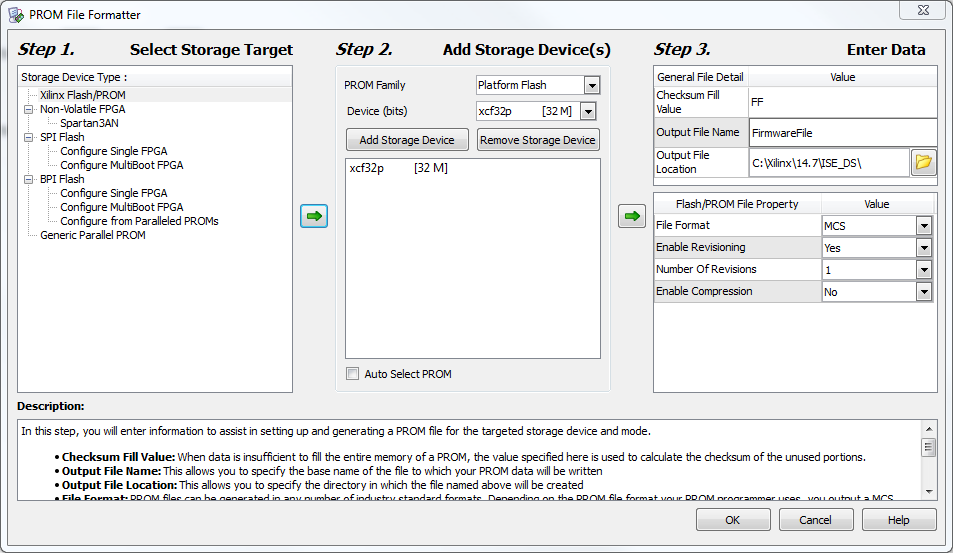 PROM File Formatter
Step 1. Select Storage Target
Storage Device Type :
Xilinx Flash/PROM
Non-Volatile FPGA
Spartan3AN
SPI Flash
Configure Single FPGA
Configure MultiBoot FPGA
BPI Flash
Configure Single FPGA
Configure MultiBoot FPGA
Configure from Paralleled PROMs
Generic Parallel PROM
Step 2. Add Storage Device(s)
PROM Family Platform Flash
Device (bits) xcf32p [32 M]
Add Storage Device Remove Storage Device
xcf32p [32 M]
Auto Select PROM
Step 3. Enter Data
General File Detail Value
Checksum Fill
Value FF
Output File Name FirmwareFile
Output File
Location C:\Xilinx\14.7\ISE_DS\
Flash/PROM File Property Value
File Format MCS
Enable Revisioning Yes
Number Of Revisions 1
Enable Compression No
Description:
In this step, you will enter information to assist in setting up and generating a PROM file for the targeted storage device and mode.
• Checksum Fill Value: When data is insufficient to fill the entire memory of a PROM, the value specified here is used to calculate the checksum of the unused portions.
• Output File Name: This allows you to specify the base name of the file to which your PROM data will be written
• Output File Location: This allows you to specify the directory in which the file named above will be created
• File Format: PROM files can be generated in any number of industry standard formats. Depending on the PROM file format your PROM programmer uses, you output a MCS,
OK Cancel Help